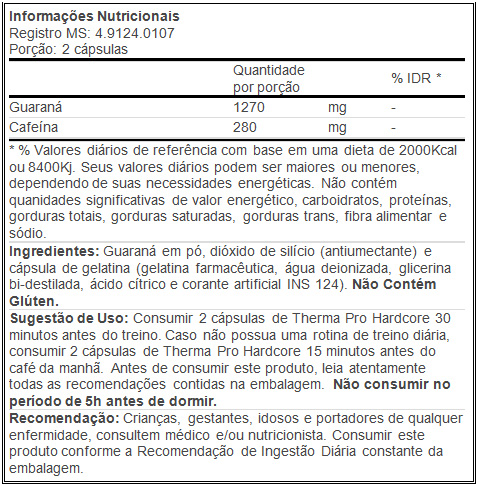 Informações Nutricionais
Registro MS: 4.9124.0107
Porção: 2 cápsulas
Quantidade por porção % IDR *
Guaraná 1270 mg -
Cafeína 280 mg -
* % Valores diários de referência com base em uma dieta de 2000Kcal
ou 8400Kj. Seus valores diários podem ser maiores ou menores,
dependendo de suas necessidades energéticas. Não contém
quanidades significativas de valor energético, carboidratos, proteínas,
gorduras totais, gorduras saturadas, gorduras trans, fibra alimentar e
sódio.
Ingredientes: Guaraná em pó, dióxido de silício (antiumectante) e
cápsula de gelatina (gelatina farmacêutica, água deionizada, glicerina
bi-destilada, ácido cítrico e corante artificial INS 124). Não Contém
Glúten.
Sugestão de Uso: Consumir 2 cápsulas de Therma Pro Hardcore 30
minutos antes do treino. Caso não possua uma rotina de treino diária,
consumir 2 cápsulas de Therma Pro Hardcore 15 minutos antes do
café da manhã. Antes de consumir este produto, leia atentamente
todas as recomendações contidas na embalagem. Não consumir no
período de 5h antes de dormir.
Recomendação: Crianças, gestantes, idosos e portadores de qualquer
enfermidade, consultem médico e/ou nutricionista. Consumir este
produto conforme a Recomendação de Ingestão Diária constante da
embalagem.